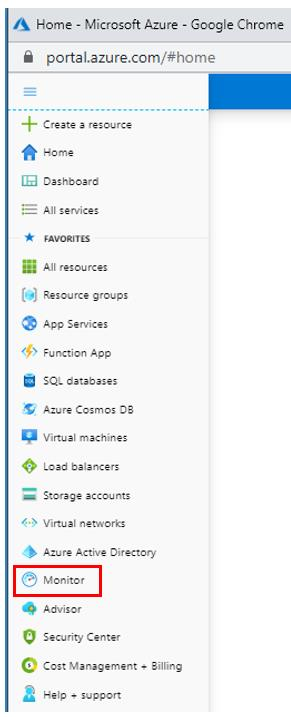 Home - Microsoft Azure - Google Chrome
portal.azure.com/#home
Create a resource
Home
Dashboard
All services
FAVORITES
All resources
Resource groups
App Services
Function App
SQL databases
Azure Cosmos DB
Virtual machines
Load balancers
Storage accounts
Virtual networks
Azure Active Directory
Monitor
Advisor
Security Center
Cost Management + Billing
Help + support